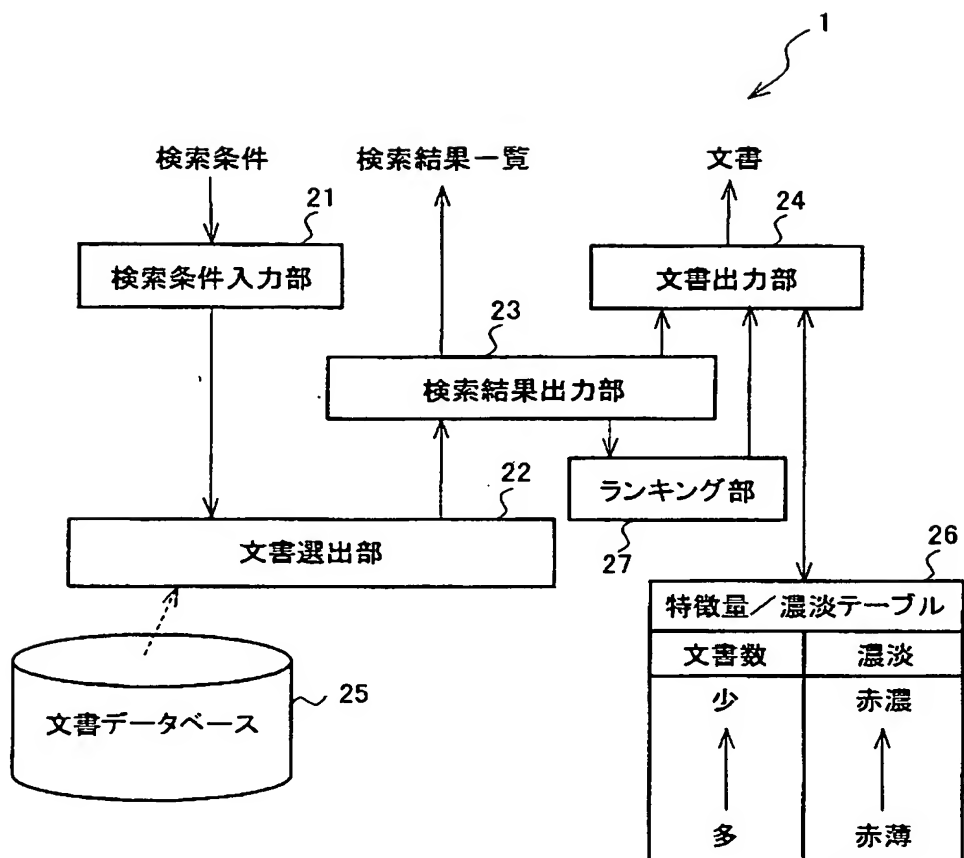 1
検索条件
検索結果一覧
文書
21
検索条件入力部
24
文書出力部
23
検索結果出力部
22
文書選出部
ランキング部
27
26
特徴量／濃淡テーブル
文書数 濃淡
少 赤濃
多 赤薄
25
文書データベース